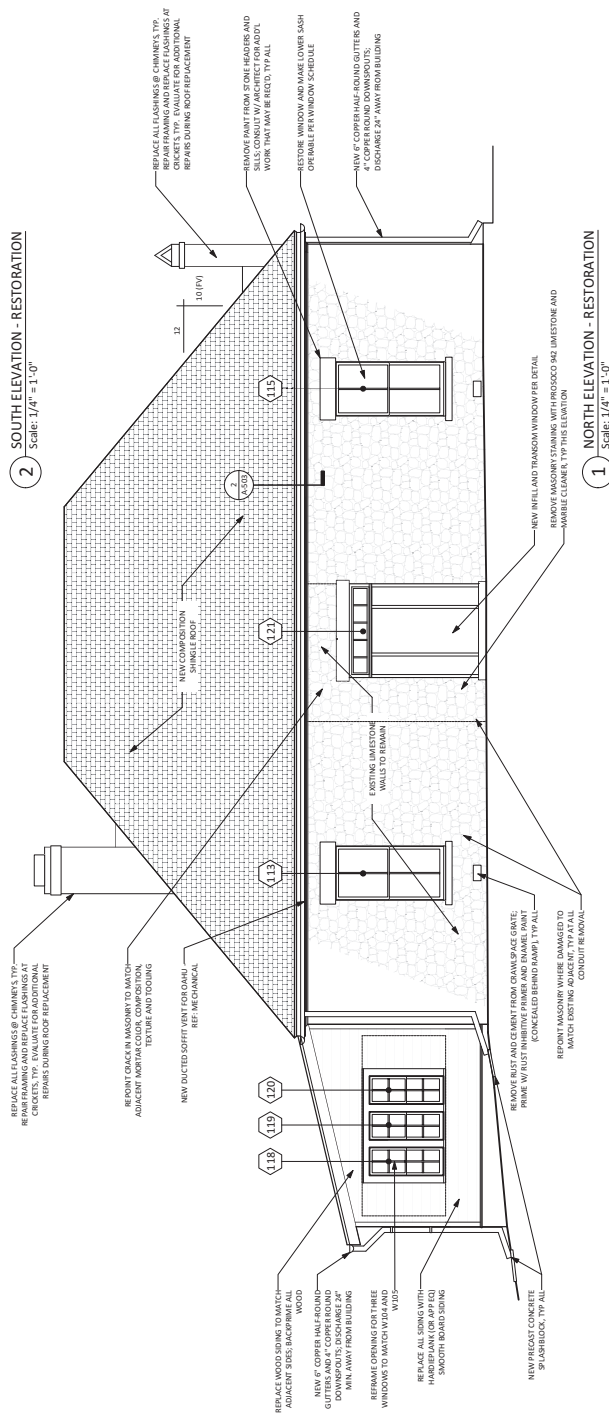 2
SOUTH ELEVATION - RESTORATION
Scale: 1/4" = 1'-0"
REPLACE ALL FLASHINGS @ CHIMNEYS, TYP.
REPAIR FRAMING AND REPLACE FLASHINGS AT
CRICKETS, TYP. EVALUATE FOR ADDITIONAL
REPAIRS DURING ROOF REPLACEMENT
REPOINT CRACK IN MASONRY TO MATCH
ADJACENT MORTAR COLOR, COMPOSITION,
TEXTURE AND TOOLING
NEW DUCTED SOFFIT VENT FOR OAHU
REF: MECHANICAL
NEW COMPOSITION
SHINGLE ROOF
12
10 (FV)
REPLACE ALL FLASHINGS @ CHIMNEYS, TYP.
REPAIR FRAMING AND REPLACE FLASHINGS AT
CRICKETS, TYP. EVALUATE FOR ADDITIONAL
REPAIRS DURING ROOF REPLACEMENT
REMOVE PAINT FROM STONE HEADERS AND
SILLS; CONSULT W/ ARCHITECT FOR ADD'L
WORK THAT MAY BE REQ'D, TYP ALL
RESTORE WINDOW AND MAKE LOWER SASH
OPERABLE PER WINDOW SCHEDULE
NEW 6" COPPER HALF-ROUND GUTTERS AND
4" COPPER ROUND DOWNSPOUTS;
DISCHARGE 24" AWAY FROM BUILDING
2
A-503
118
119
120
113
121
115
REPLACE WOOD SIDING TO MATCH
ADJACENT SIDES; BACKPRIME ALL
WOOD
NEW 6" COPPER HALF-ROUND
GUTTERS AND 4" COPPER ROUND
DOWNSPOUTS; DISCHARGE 24"
MIN. AWAY FROM BUILDING
REFRAME OPENING FOR THREE
WINDOWS TO MATCH W104 AND
W105
REPLACE ALL SIDING WITH
HARDIEPLANK (OR APP EQ)
SMOOTH BOARD SIDING
NEW PRECAST CONCRETE
SPLASHBLOCK, TYP ALL
EXISTING LIMESTONE
WALLS TO REMAIN
REMOVE RUST AND CEMENT FROM CRAWLSPACE GRATE;
PRIME W/ RUST INHIBITIVE PRIMER AND ENAMEL PAINT
(CONCEALED BEHIND RAMP), TYP ALL
REPOINT MASONRY WHERE DAMAGED TO
MATCH EXISTING ADJACENT, TYP AT ALL
CONDUIT REMOVAL
NEW INFILL AND TRANSOM WINDOW PER DETAIL
REMOVE MASONRY STAINING WITH PROSOCO 942 LIMESTONE AND
MARBLE CLEANER, TYP THIS ELEVATION
1
NORTH ELEVATION - RESTORATION
Scale: 1/4" = 1'-0"